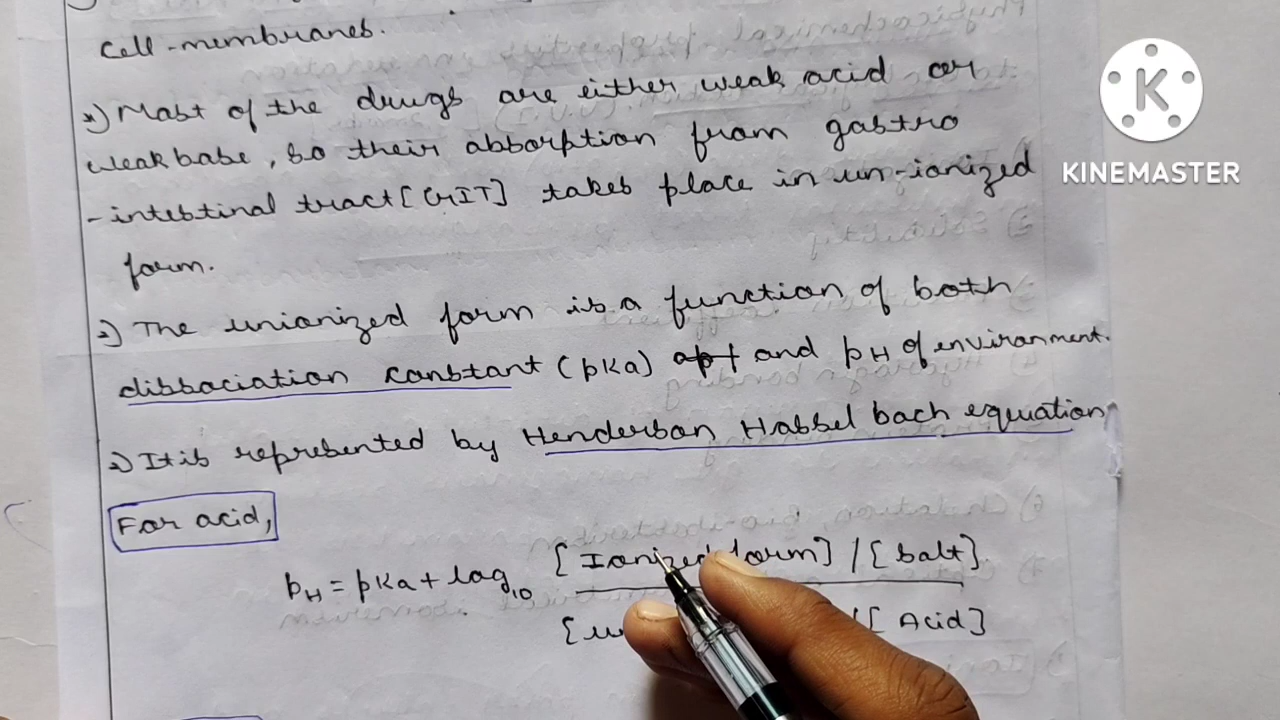 Cell-membranes.
Most of the drugs are either weak acid or
weak base, so their absorption from gastro
-intestinal tract [GIT] takes place in un-ionized
form.
The unionized form is a function of both
dissociation constant (pKa) and pH of environment.
It is represented by Henderson Hassel bach equation
For acid,
pH = pKa + log10 [Ionized form] / [salt]
[u / [Acid]
K
KINEMASTER